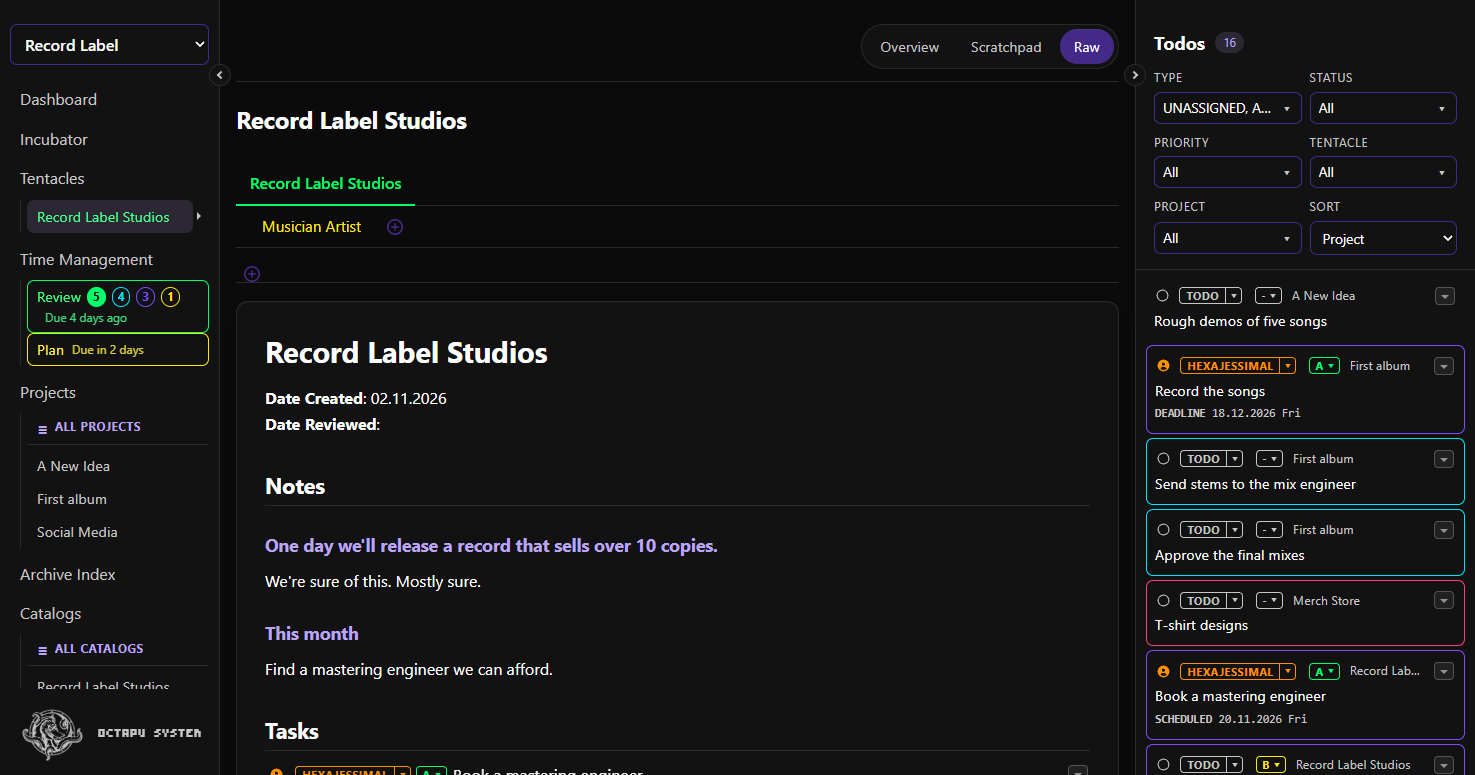 Record Label
Dashboard
Incubator
Tentacles
Record Label Studios
Time Management
Review 5 4 3 1
Due 4 days ago
Plan Due in 2 days
Projects
ALL PROJECTS
A New Idea
First album
Social Media
Archive Index
Catalogs
ALL CATALOGS
Record Label Studios
OCTAPU SYSTEM
Overview Scratchpad Raw
Record Label Studios
Record Label Studios
Musician Artist
Record Label Studios
Date Created: 02.11.2026
Date Reviewed:
Notes
One day we'll release a record that sells over 10 copies.
We're sure of this. Mostly sure.
This month
Find a mastering engineer we can afford.
Tasks
HEXAJESSIMAL A Book a mastering engineer
Todos 16
TYPE STATUS
UNASSIGNED, A... All
PRIORITY TENTACLE
All All
PROJECT SORT
All Project
TODO - A New Idea
Rough demos of five songs
HEXAJESSIMAL A First album
Record the songs
DEADLINE 18.12.2026 Fri
TODO - First album
Send stems to the mix engineer
TODO - First album
Approve the final mixes
TODO - Merch Store
T-shirt designs
HEXAJESSIMAL A Record Lab...
Book a mastering engineer
SCHEDULED 20.11.2026 Fri
TODO B Record Label Studios